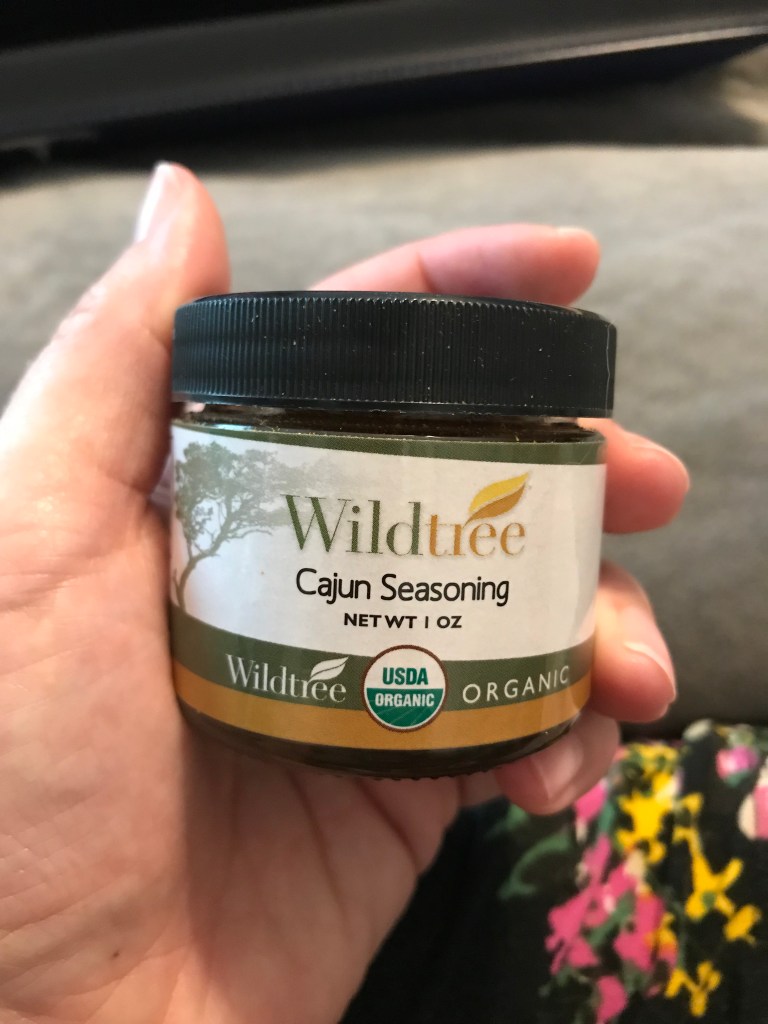 Wildtree
Cajun Seasoning
NET WT 1 OZ
Wildtree
USDA
ORGANIC
ORGANIC